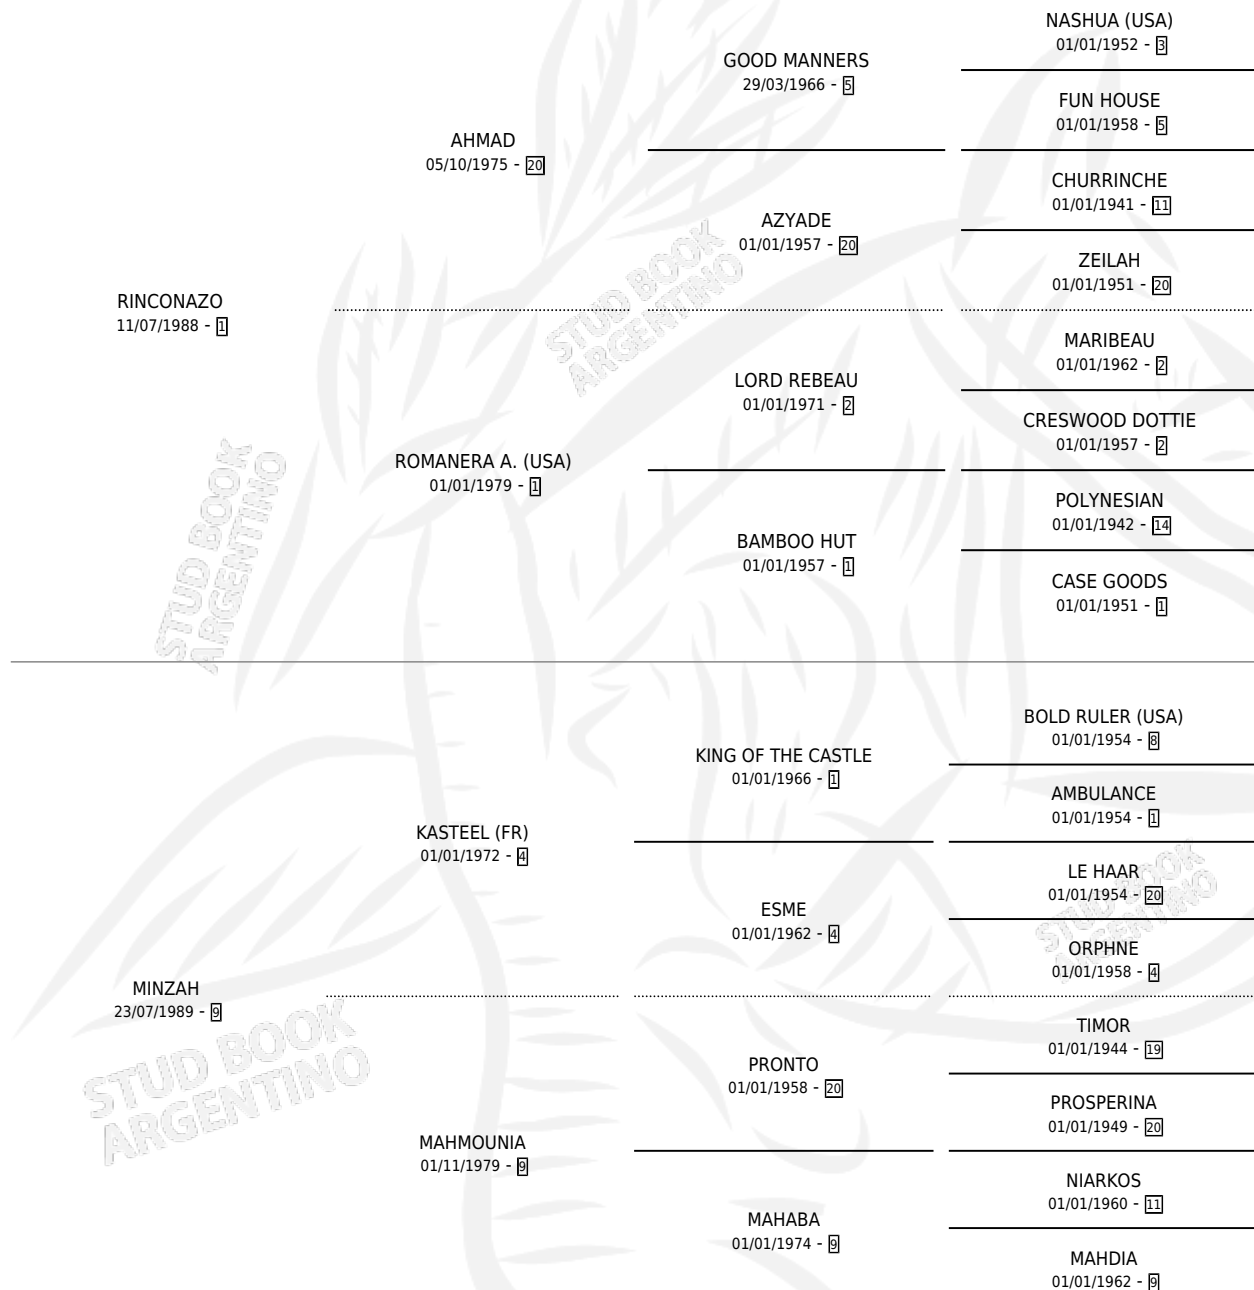 NASHUA (USA)
01/01/1952 - 3
GOOD MANNERS
29/03/1966 - 5
FUN HOUSE
01/01/1958 - 5
AHMAD
05/10/1975 - 20
CHURRINCHE
01/01/1941 - 11
AZYADE
01/01/1957 - 20
ZEILAH
01/01/1951 - 20
RINCONAZO
11/07/1988 - 1
MARIBEAU
01/01/1962 - 2
LORD REBEAU
01/01/1971 - 2
CRESWOOD DOTTIE
01/01/1957 - 2
ROMANERA A. (USA)
01/01/1979 - 1
POLYNESIAN
01/01/1942 - 14
BAMBOO HUT
01/01/1957 - 1
CASE GOODS
01/01/1951 - 1
STUD BOOK
ARGENTINO
STUD BOOK
ARGENTINO
BOLD RULER (USA)
01/01/1954 - 8
KING OF THE CASTLE
01/01/1966 - 1
AMBULANCE
01/01/1954 - 1
KASTEEL (FR)
01/01/1972 - 4
LE HAAR
01/01/1954 - 20
ESME
01/01/1962 - 4
ORPHNE
01/01/1958 - 4
MINZAH
23/07/1989 - 9
TIMOR
01/01/1944 - 19
PRONTO
01/01/1958 - 20
PROSPERINA
01/01/1949 - 20
MAHMOUNIA
01/11/1979 - 9
NIARKOS
01/01/1960 - 11
MAHABA
01/01/1974 - 9
MAHDIA
01/01/1962 - 9
STUD BOOK
ARGENTINO
STUD BOOK
ARGENTINO